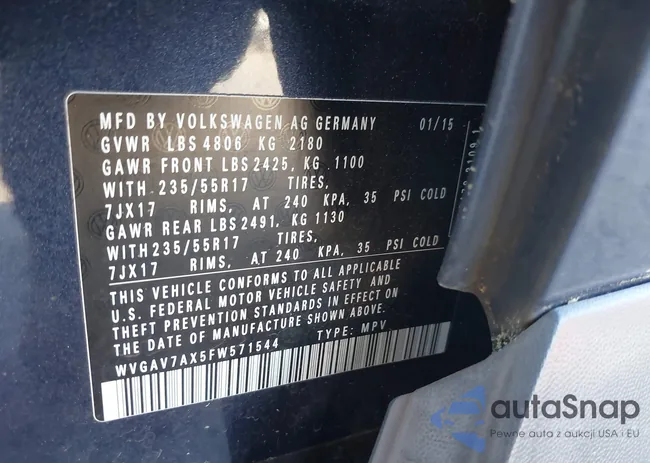 MFD BY VOLKSWAGEN AG GERMANY 01/15
GVWR LBS 4806 KG 2180
GAWR FRONT LBS 2425, KG 1100
WITH 235/55R17 TIRES,
7JX17 RIMS, AT 240 KPA, 35 PSI COLD
GAWR REAR LBS 2491, KG 1130
WITH235/55R17 TIRES,
7JX17 RIMS, AT 240 KPA, 35 PSI COLD
THIS VEHICLE CONFORMS TO ALL APPLICABLE
U.S. FEDERAL MOTOR VEHICLE SAFETY AND
THEFT PREVENTION STANDARDS IN EFFECT ON
THE DATE OF MANUFACTURE SHOWN ABOVE.
WVGAV7AX5FW571544 TYPE: MPV
autaSnap
Pewne auta z aukcji USA i EU